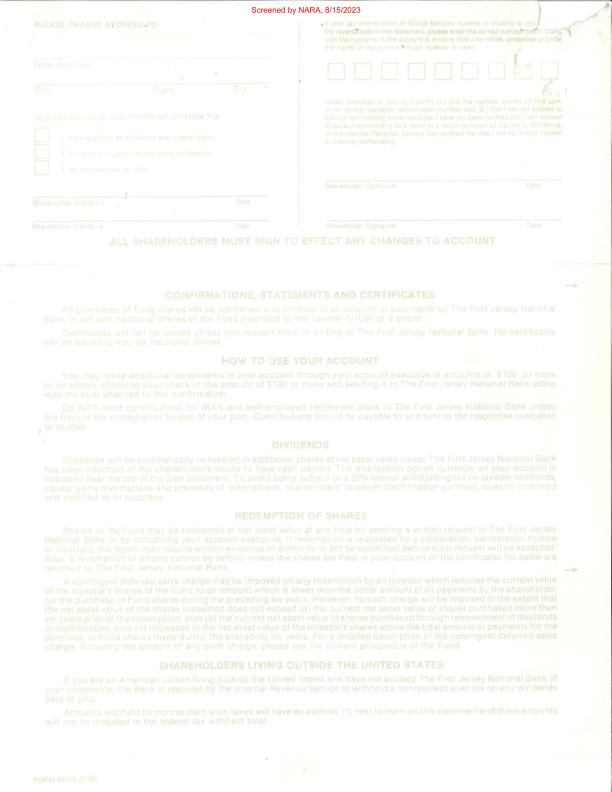 Screened by NARA, 8/15/2023
PLEASE CHANGE ADDRESS TO:
City State Zip
PLEASE CHANGE THE DIVIDEND OPTION TO:
1. Reinvestment of dividends and capital gains.
2. Dividends in cash, capital gains reinvested.
3. All distributions in cash.
Shareholder Signature Date
Shareholder Signature Date
If your tax identification or Social Security number is missing or
the reverse side of this statement, please enter the correct number
with the hyphens. If the account is in more than one name, underline or circle
the name of the person whose number is used.
Under penalties of perjury I certify (1) that the number shown on this form
is my correct taxpayer identification number and (2) that I am not subject to
backup withholding either because I have not been notified that I am subject
to backup withholding as a result of a failure to report all interest or dividends,
or the Internal Revenue Service has notified me that I am no longer subject
to backup withholding.
Shareholder Signature Date
Shareholder Signature Date
ALL SHAREHOLDERS MUST SIGN TO EFFECT ANY CHANGES TO ACCOUNT
CONFIRMATIONS, STATEMENTS AND CERTIFICATES
All purchases of Fund shares will be confirmed and credited to an account in your name by The First Jersey National
Bank in full and fractional shares of the Fund (rounded to the nearest 1/1000 of a share).
Certificates will not be issued unless you request them in writing to The First Jersey National Bank. No certificates
will be issued to you for fractional shares.
HOW TO USE YOUR ACCOUNT
You may make additional investments in your account through your account executive in amounts of $100 or more
or by simply attaching your check in the amount of $100 or more and sending it to The First Jersey National Bank along
with the stub attached to this confirmation.
Do NOT send contributions for IRA's and self-employed retirement plans to The First Jersey National Bank unless
the Bank is the custodian or trustee of your plan. Contributions should be payable to and sent to the respective custodian
or trustee.
DIVIDENDS
Dividends will be automatically reinvested in additional shares at net asset value unless The First Jersey National Bank
has been informed of the shareholder's desire to have cash payout. The distribution option currently on your account is
indicated near the top of the plan statement. To avoid being subject to a 20% federal withholding tax on taxable dividends,
capital gains distributions and proceeds of redemptions, shareholders' taxpayer identification numbers must be furnished
and certified as to accuracy.
REDEMPTION OF SHARES
Shares of the Fund may be redeemed at net asset value at any time by sending a written request to The First Jersey
National Bank or by contacting your account executive. If redemption is requested by a corporation, partnership, trustee
or fiduciary, the Agent may require written evidence of authority to act be submitted before such request will be accepted.
Also, a redemption of shares cannot be settled unless the shares are held in your account or the certificates for same are
returned to The First Jersey National Bank.
A contingent deferred sales charge may be imposed on any redemption by an investor which reduces the current value
of the investor's shares of the Fund to an amount which is lower than the dollar amount of all payments by the shareholder
for the purchase of Fund shares during the preceding six years. However, no such charge will be imposed to the extent that
the net asset value of the shares redeemed does not exceed (a) the current net asset value of shares purchased more than
six years prior to the redemption, plus (b) the current net asset value of shares purchased through reinvestment of dividends
or distributions, plus (c) increases in the net asset value of the investor's shares above the total amount of payments for the
purchase of Fund shares made during the preceding six years. For a detailed description of the contingent deferred sales
charge, including the amount of any such charge, please see the current prospectus of the Fund.
SHAREHOLDERS LIVING OUTSIDE THE UNITED STATES
If you are an American citizen living outside the United States and have not advised The First Jersey National Bank of
your citizenship, the Bank is required by the Internal Revenue Service to withhold a nonresident alien tax on any dividends
paid to you.
Amounts withheld for nonresident alien taxes will have an asterisk (*) next to them on this statement and these amounts
will not be included in the federal tax withheld total.
FORM